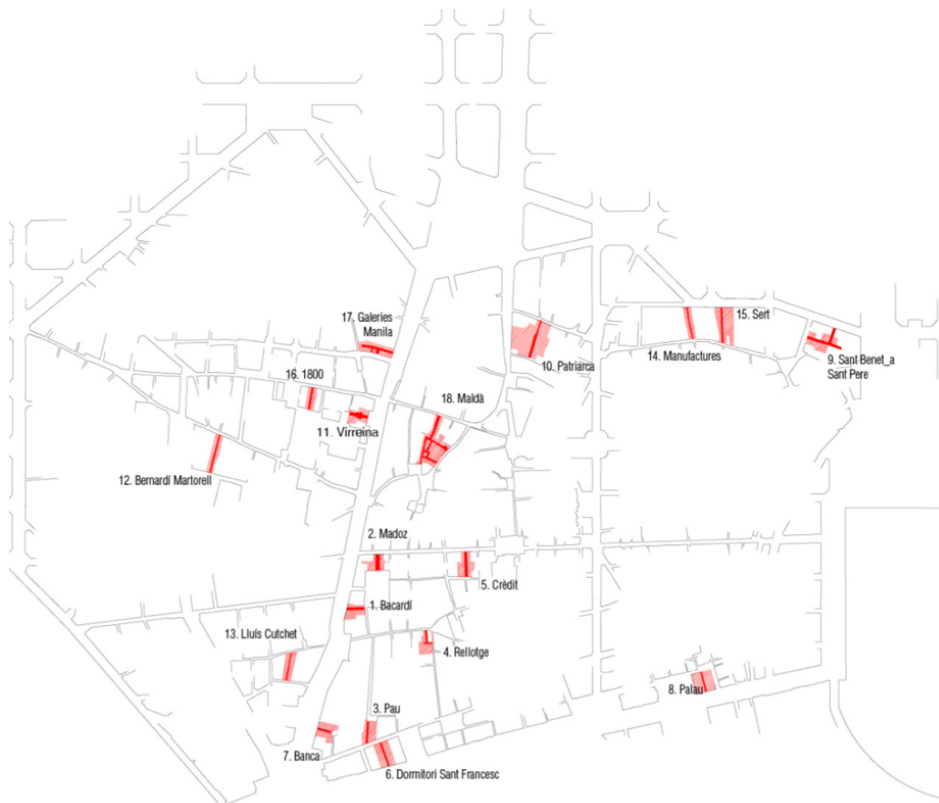 15. Sert
17. Galeries
Manila
14. Manufactures
9. Sant Benet_a
Sant Pere
10. Patriarca
16. 1800
18. Maldà
11. Virreina
12. Bernardí Martorell
2. Madoz
5. Crèdit
1. Bacardí
13. Lluís Cutchet
4. Rellotge
8. Palau
3. Pau
7. Banca
6. Dormitori Sant Francesc